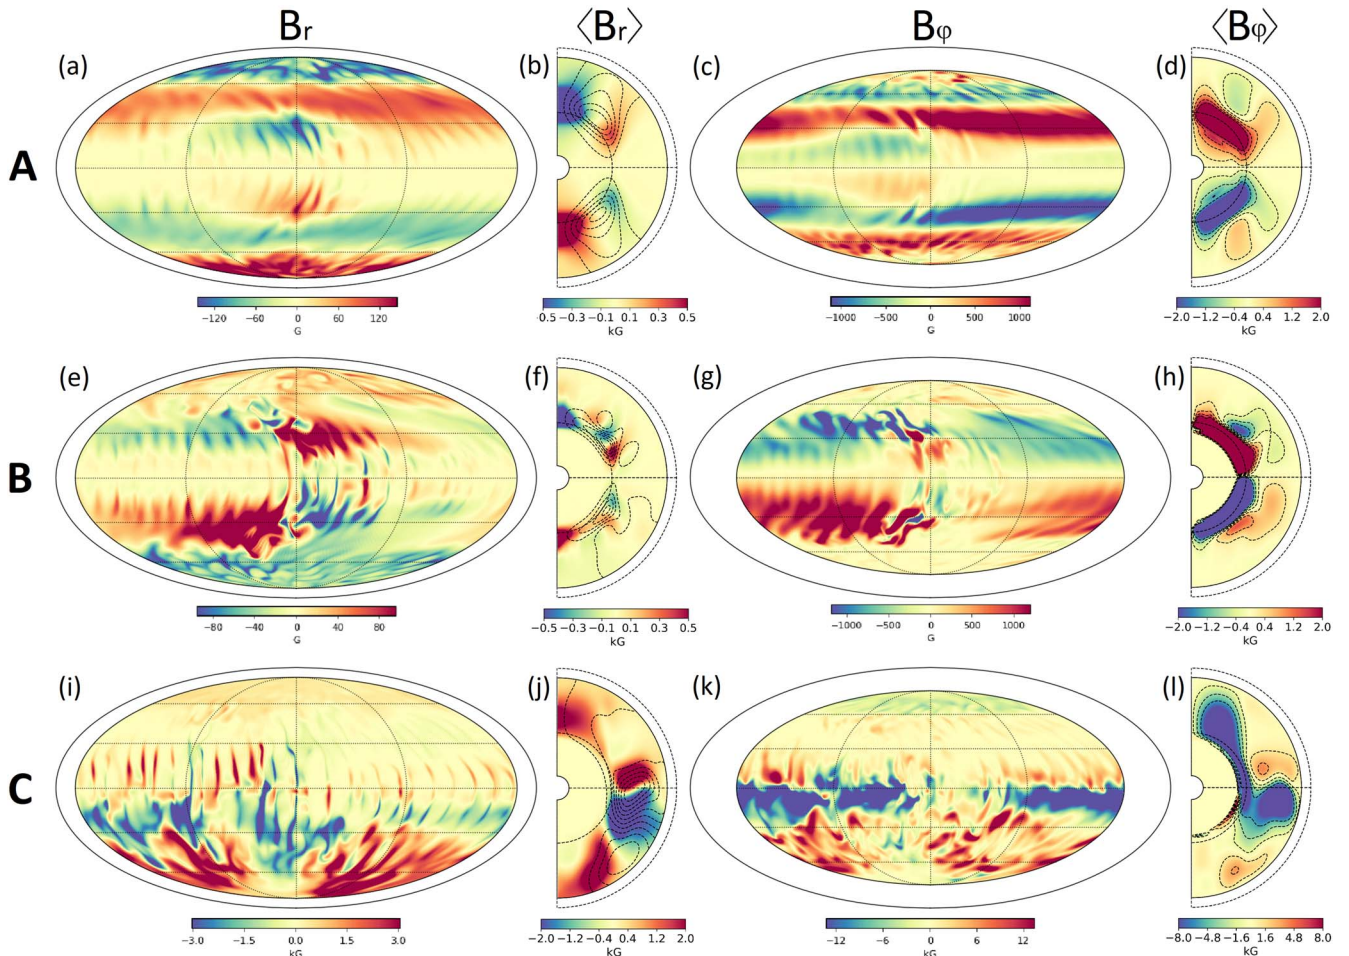 Br ⟨Br⟩ Bφ ⟨Bφ⟩
(a) (b) (c) (d)
A
−120 −60 0 60 120
G
-0.5−0.3−0.1 0.1 0.3 0.5
kG
−1000 −500 0 500 1000
G
−2.0−1.2−0.4 0.4 1.2 2.0
kG
(e) (f) (g) (h)
B
−80 −40 0 40 80
G
−0.5−0.3−0.1 0.1 0.3 0.5
kG
−1000 −500 0 500 1000
G
−2.0−1.2−0.4 0.4 1.2 2.0
kG
(i) (j) (k) (l)
C
−3.0 0.0 1.5 3.0
kG
−2.0−1.2−0.4 0.4 1.2 2.0
kG
−12 −6 0 6 12
kG
−8.0−4.8−1.6 1.6 4.8 8.0
kG